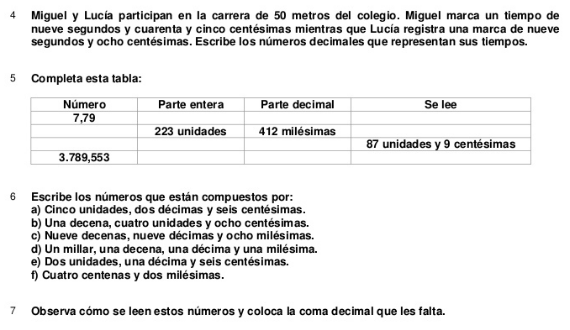 4 Miguel y Lucía participan en la carrera de 50 metros del colegio. Miguel marca un tiempo de
nueve segundos y cuarenta y cinco centésimas mientras que Lucía registra una marca de nueve
segundos y ocho centésimas. Escribe los números decimales que representan sus tiempos.
5 Completa esta tabla:
Número Parte entera Parte decimal Se lee
7,79
223 unidades 412 milésimas
87 unidades y 9 centésimas
3.789,553
6 Escribe los números que están compuestos por:
a) Cinco unidades, dos décimas y seis centésimas.
b) Una decena, cuatro unidades y ocho centésimas.
c) Nueve decenas, nueve décimas y ocho milésimas.
d) Un millar, una decena, una décima y una milésima.
e) Dos unidades, una décima y seis centésimas.
f) Cuatro centenas y dos milésimas.
7 Observa cómo se leen estos números y coloca la coma decimal que les falta.